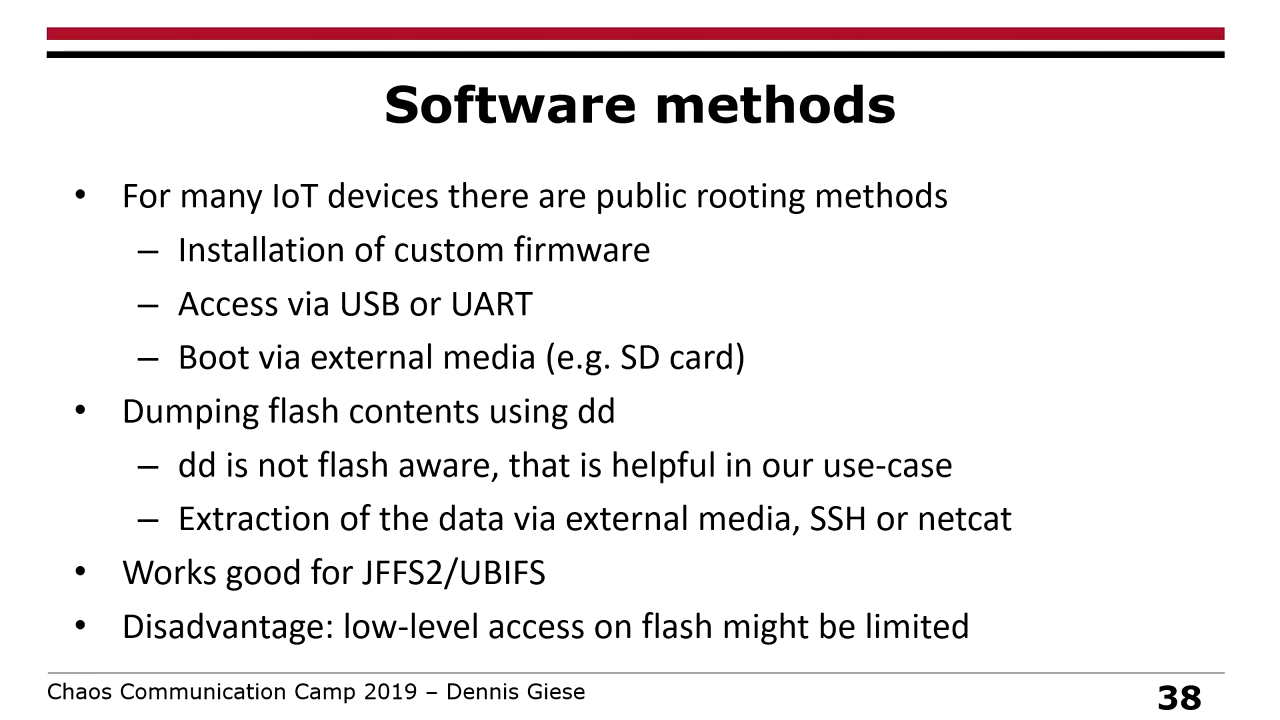 Software methods
• For many IoT devices there are public rooting methods
– Installation of custom firmware
– Access via USB or UART
– Boot via external media (e.g. SD card)
• Dumping flash contents using dd
– dd is not flash aware, that is helpful in our use-case
– Extraction of the data via external media, SSH or netcat
• Works good for JFFS2/UBIFS
• Disadvantage: low-level access on flash might be limited
Chaos Communication Camp 2019 – Dennis Giese
38